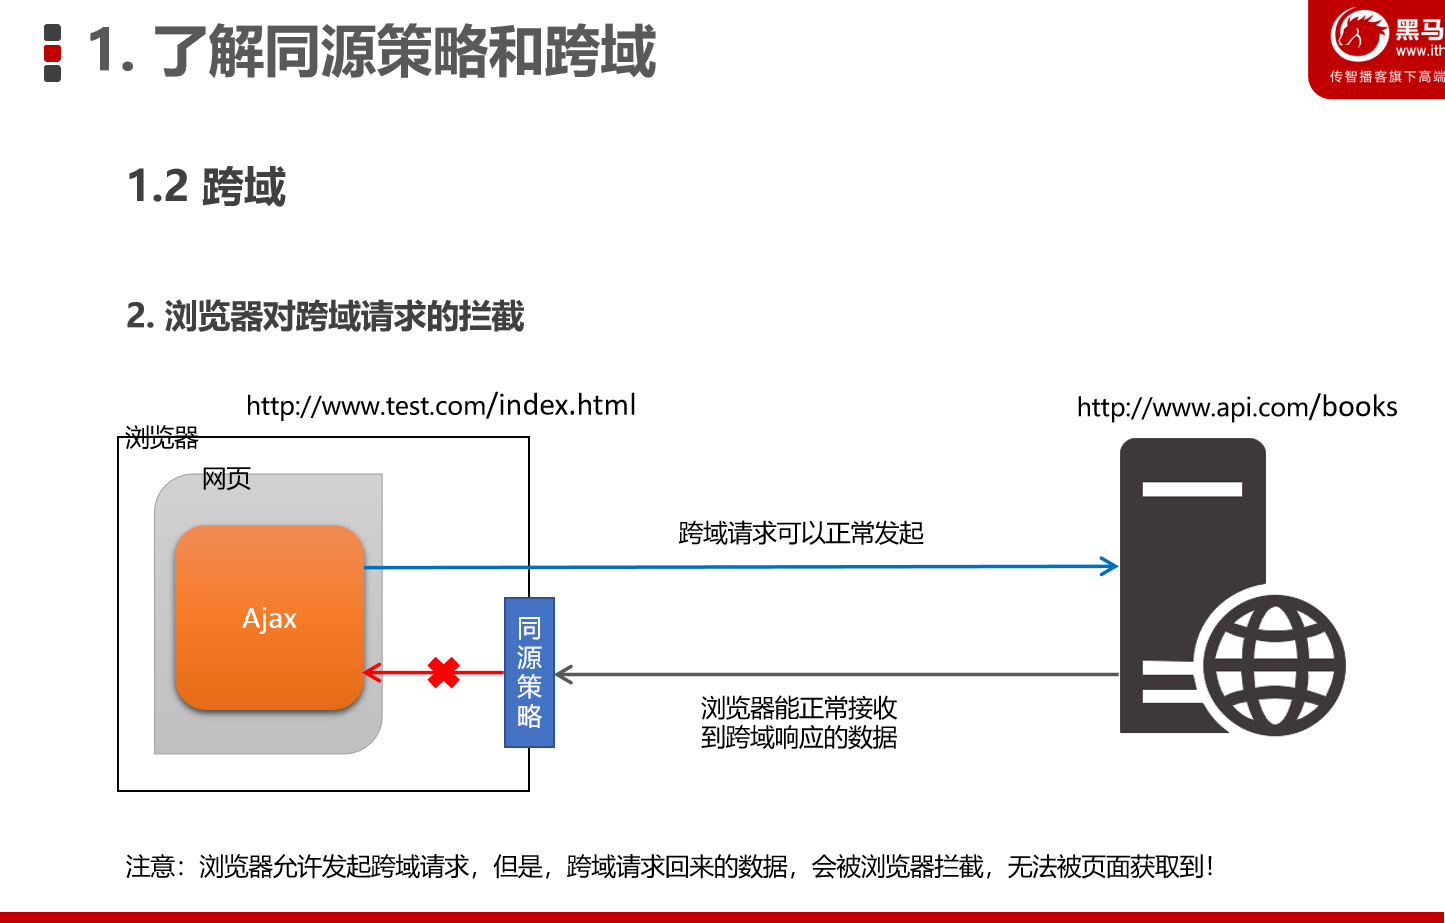 1. 了解同源策略和跨域
黑马
www.ith
传智播客旗下高端
1.2 跨域
2. 浏览器对跨域请求的拦截
http://www.test.com/index.html
http://www.api.com/books
浏览器
网页
跨域请求可以正常发起
Ajax
同
源
策
略
浏览器能正常接收
到跨域响应的数据
注意：浏览器允许发起跨域请求，但是，跨域请求回来的数据，会被浏览器拦截，无法被页面获取到！